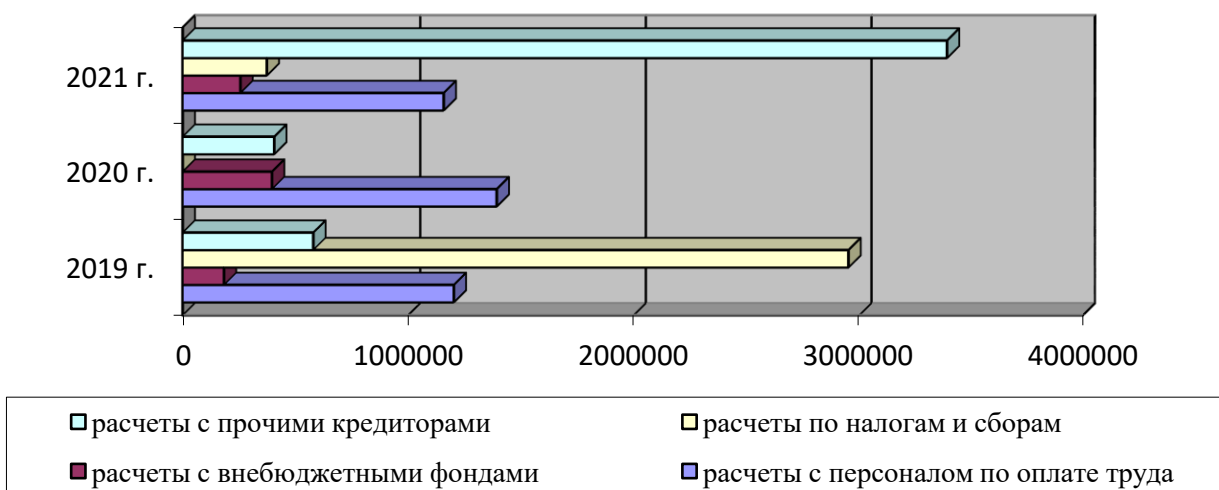 2021 г.
2020 г.
2019 г.
0 1000000 2000000 3000000 4000000
расчеты с прочими кредиторами расчеты по налогам и сборам
расчеты с внебюджетными фондами расчеты с персоналом по оплате труда